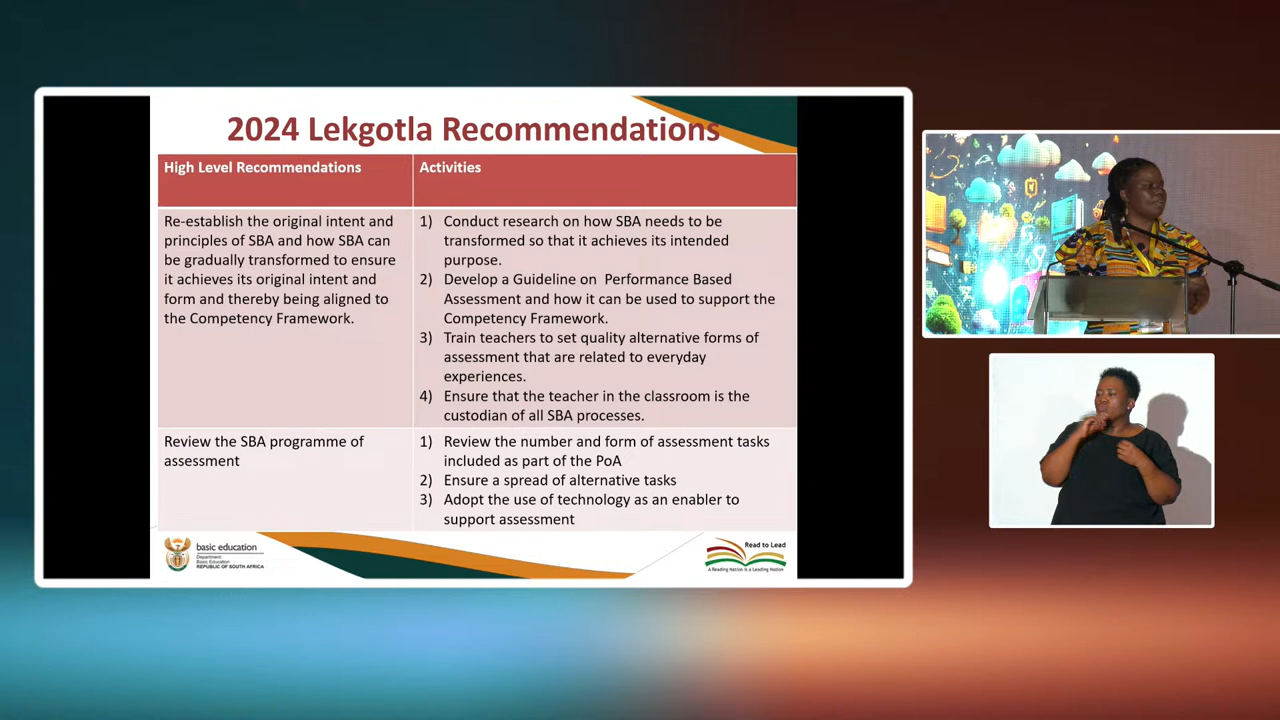 2024 Lekgotla Recommendations
High Level Recommendations
Activities
Re-establish the original intent and
principles of SBA and how SBA can
be gradually transformed to ensure
it achieves its original intent and
form and thereby being aligned to
the Competency Framework.
1) Conduct research on how SBA needs to be
transformed so that it achieves its intended
purpose.
2) Develop a Guideline on Performance Based
Assessment and how it can be used to support the
Competency Framework.
3) Train teachers to set quality alternative forms of
assessment that are related to everyday
experiences.
4) Ensure that the teacher in the classroom is the
custodian of all SBA processes.
Review the SBA programme of
assessment
1) Review the number and form of assessment tasks
included as part of the PoA
2) Ensure a spread of alternative tasks
3) Adopt the use of technology as an enabler to
support assessment
basic education
Department:
Basic Education
REPUBLIC OF SOUTH AFRICA
Read to Lead
A Reading Nation is a Leading Nation